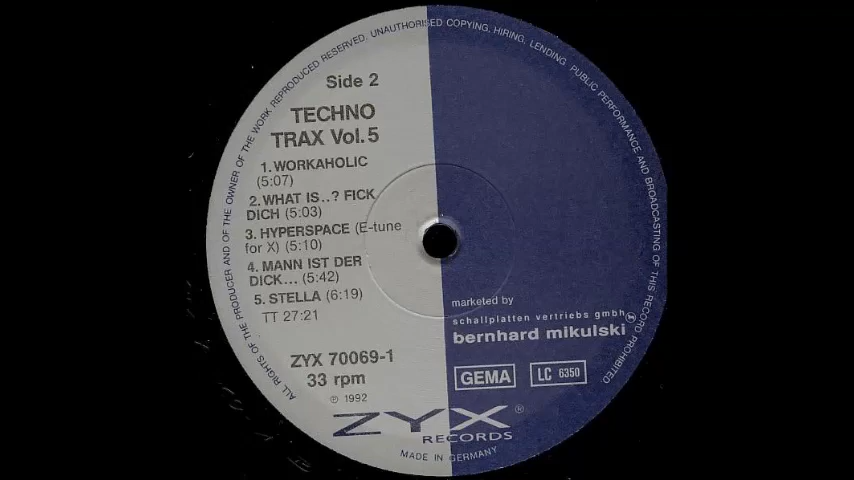 ALL RIGHTS OF THE PRODUCER AND OF THE OWNER OF THE WORK REPRODUCED RESERVED, UNAUTHORISED COPYING, HIRING, LENDING, PUBLIC PERFORMANCE AND BROADCASTING OF THIS RECORD PROHIBITED.
Side 2
TECHNO
TRAX Vol.5
1. WORKAHOLIC
(5:07)
2. WHAT IS..? FICK
DICH (5:03)
3. HYPERSPACE (E-tune
for X) (5:10)
4. MANN IST DER
DICK... (5:42)
5. STELLA (6:19)
TT 27:21
marketed by
schallplatten vertriebs gmbh
bernhard mikulski
ZYX 70069-1
33 rpm
GEMA
LC 6350
℗ 1992
ZYX®
RECORDS
MADE IN GERMANY